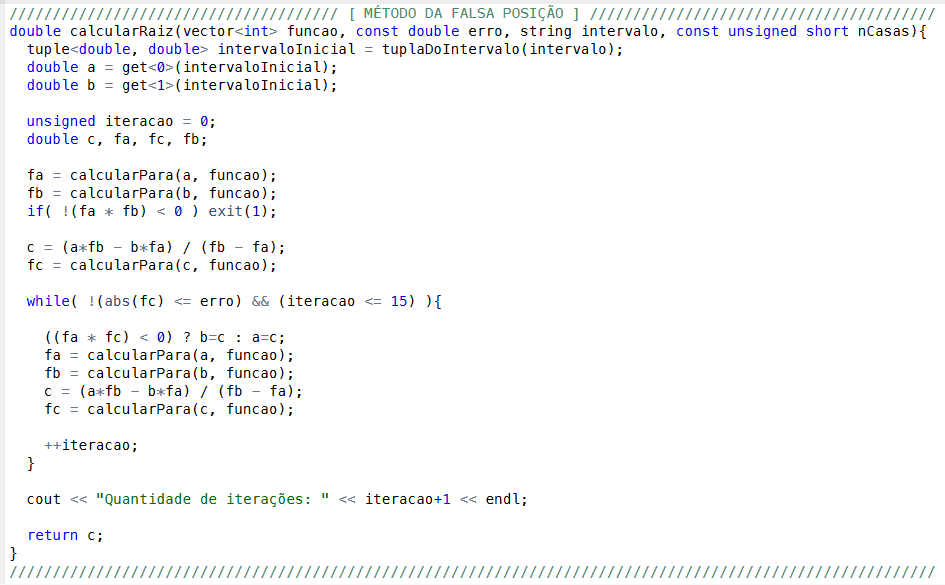 ////////////////////////////////////// [ MÉTODO DA FALSA POSIÇÃO ] ////////////////////////////////////////
double calcularRaiz(vector<int> funcao, const double erro, string intervalo, const unsigned short nCasas){
  tuple<double, double> intervaloInicial = tuplaDoIntervalo(intervalo);
  double a = get<0>(intervaloInicial);
  double b = get<1>(intervaloInicial);

  unsigned iteracao = 0;
  double c, fa, fc, fb;

  fa = calcularPara(a, funcao);
  fb = calcularPara(b, funcao);
  if( !(fa * fb) < 0 ) exit(1);

  c = (a*fb - b*fa) / (fb - fa);
  fc = calcularPara(c, funcao);

  while( !(abs(fc) <= erro) && (iteracao <= 15) ){

    ((fa * fc) < 0) ? b=c : a=c;
    fa = calcularPara(a, funcao);
    fb = calcularPara(b, funcao);
    c = (a*fb - b*fa) / (fb - fa);
    fc = calcularPara(c, funcao);

    ++iteracao;
  }

  cout << "Quantidade de iterações: " << iteracao+1 << endl;

  return c;
}
///////////////////////////////////////////////////////////////////////////////////////////////////////////